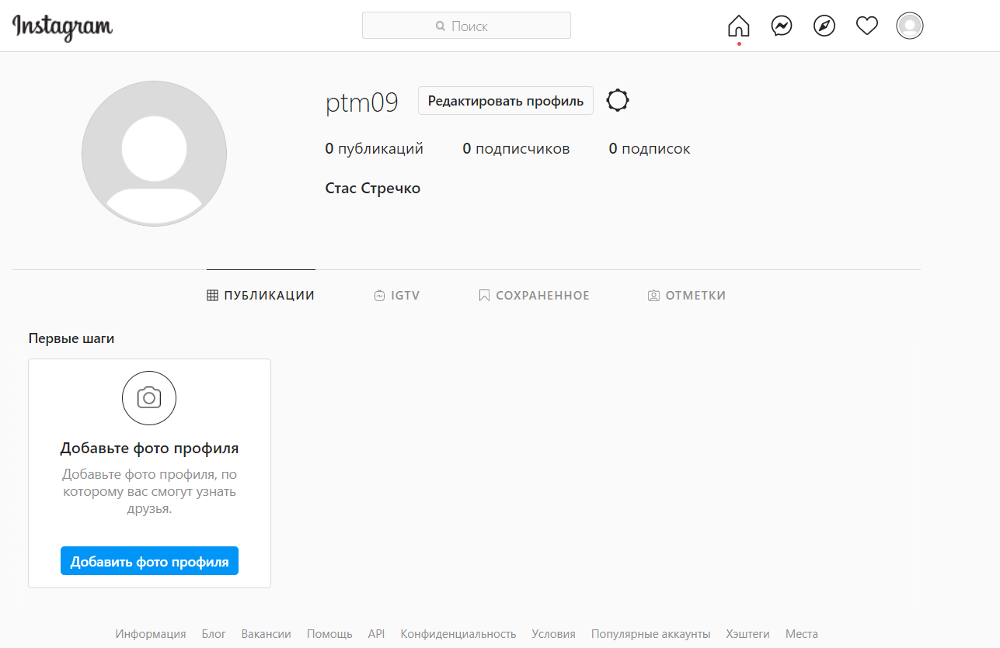 Instagram
Поиск
ptm09
Редактировать профиль
0 публикаций 0 подписчиков 0 подписок
Стас Стречко
ПУБЛИКАЦИИ IGTV СОХРАНЕННОЕ ОТМЕТКИ
Первые шаги
Добавьте фото профиля
Добавьте фото профиля, по
которому вас смогут узнать
друзья.
Добавить фото профиля
Информация Блог Вакансии Помощь API Конфиденциальность Условия Популярные аккаунты Хэштеги Места